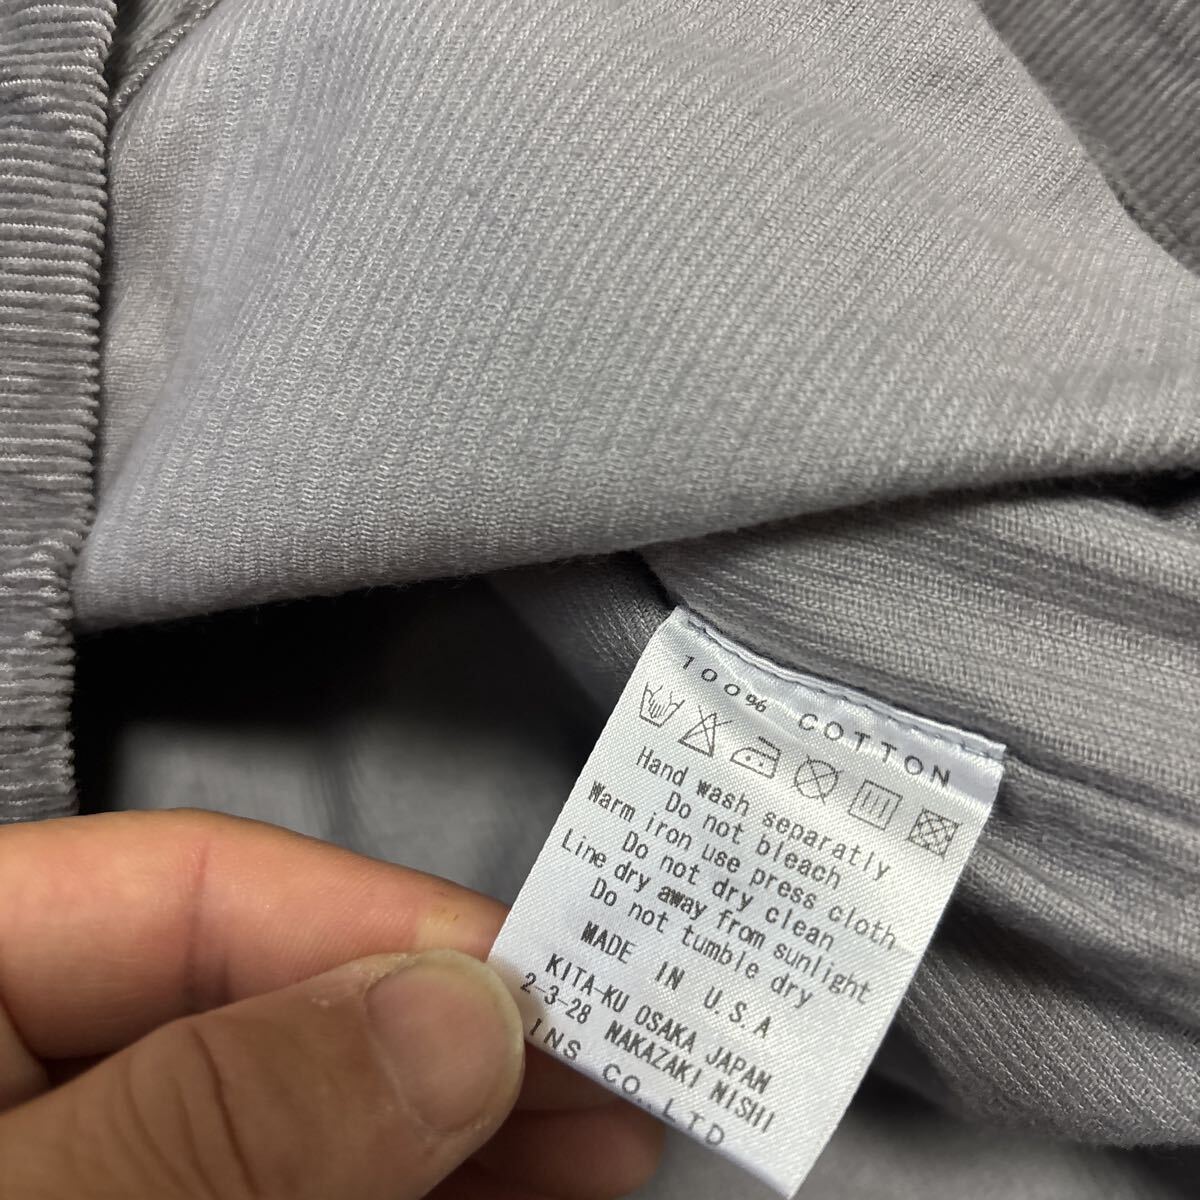 100% COTTON
Hand wash separatly
Do not bleach
Warm iron use press cloth
Do not dry clean
Line dry away from sunlight
Do not tumble dry
MADE IN U.S.A
KITA-KU OSAKA JAPAN
2-3-28 NAKAZAKI NISHI
INS CO.,LTD